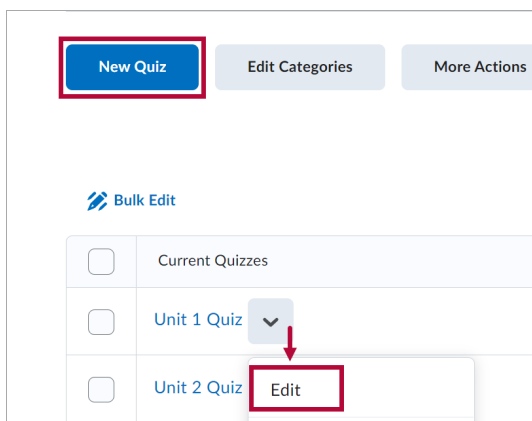 New Quiz Edit Categories More Actions
Bulk Edit
Current Quizzes
Unit 1 Quiz
Unit 2 Quiz
Edit